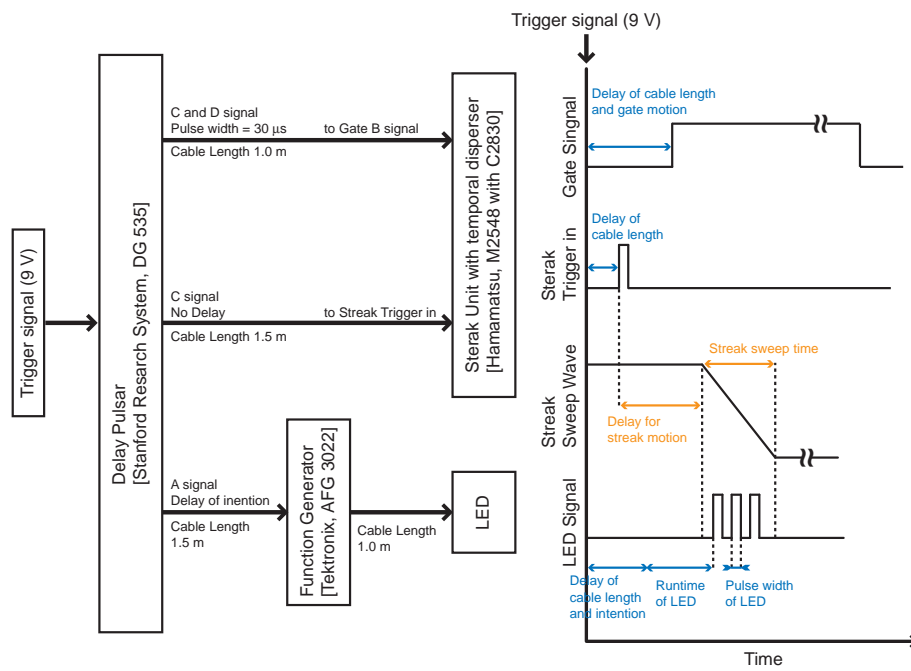 Trigger signal (9 V)
Delay Pulsar
[Stanford Resarch System, DG 535]
C and D signal
Pulse width = 30 μs
to Gate B signal
Cable Length 1.0 m
C signal
No Delay
to Streak Trigger in
Cable Length 1.5 m
A signal
Delay of inention
Cable Length
1.5 m
Function Generator
[Tektronix, AFG 3022]
Cable Length
1.0 m
Sterak Unit with temporal disperser
[Hamamatsu, M2548 with C2830]
LED
Trigger signal (9 V)
Gate Singnal
Delay of cable length
and gate motion
Sterak
Trigger in
Delay of
cable length
Streak
Sweep Wave
Streak sweep time
Delay for
streak motion
LED Signal
Delay of
cable length
and intention
Runtime
of LED
Pulse width
of LED
Time